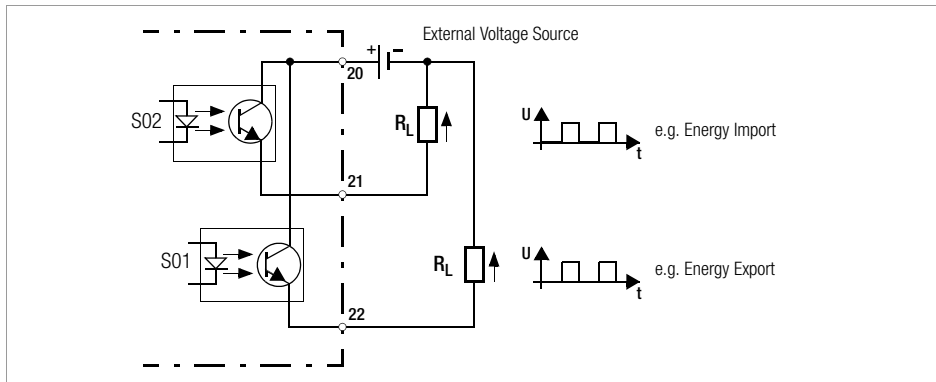 External Voltage Source
+ −
20
S02
R_L
U
t
e.g. Energy Import
21
S01
R_L
U
t
e.g. Energy Export
22